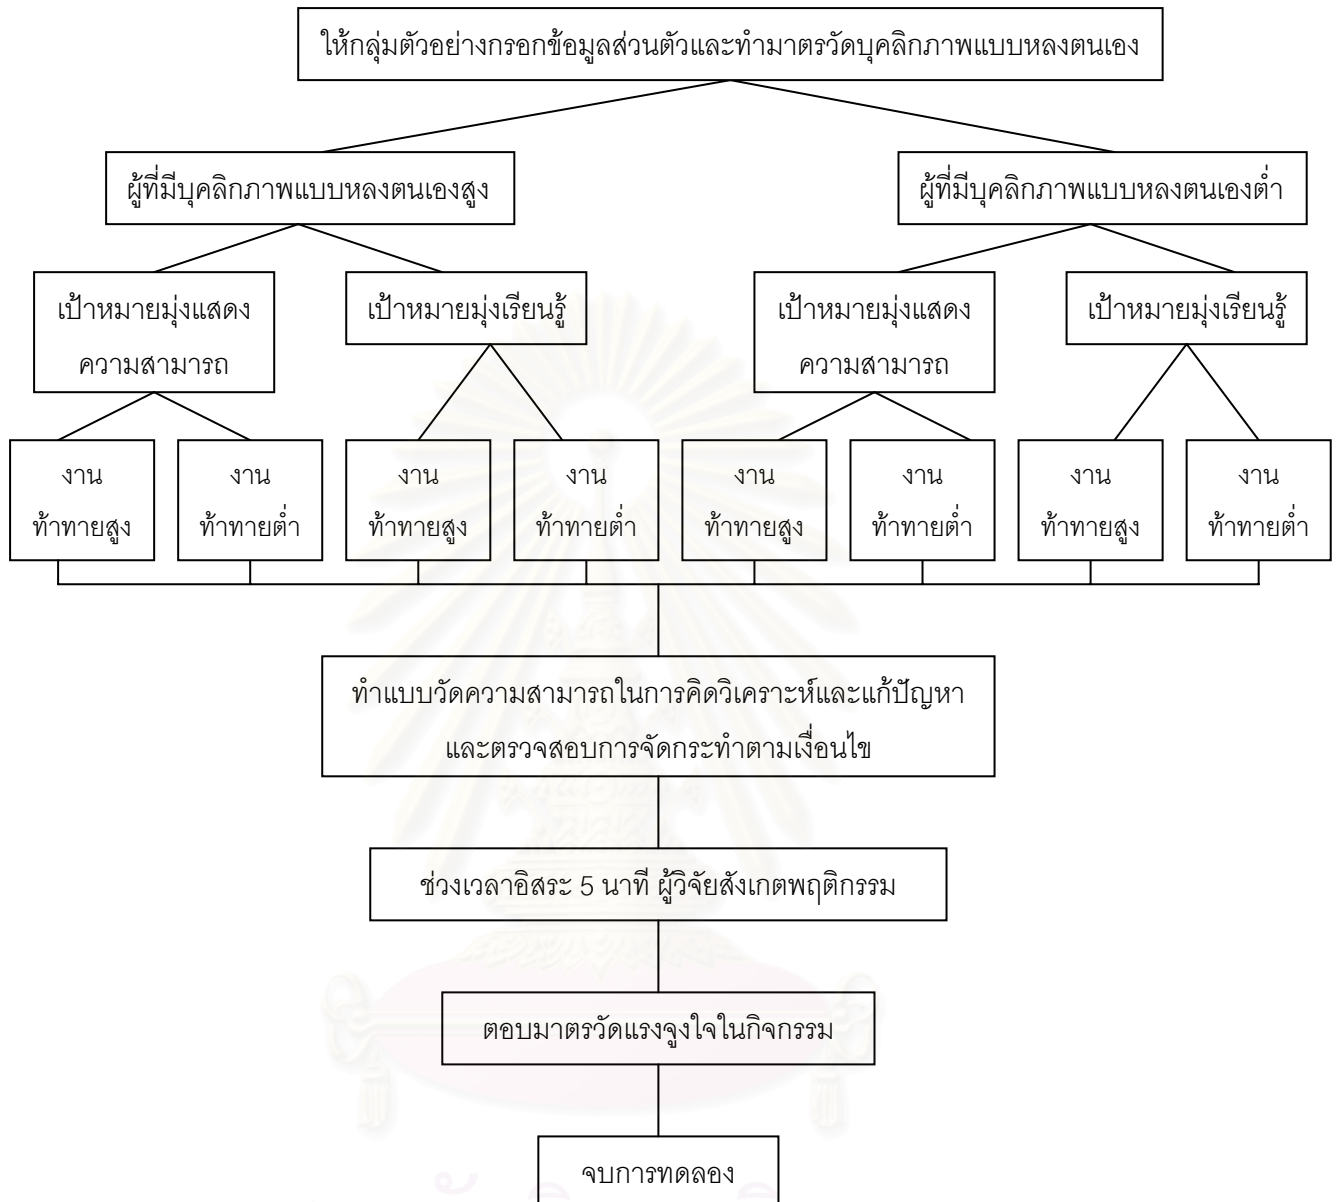 ให้กลุ่มตัวอย่างกรอกข้อมูลส่วนตัวและทำมาตรวัดบุคลิกภาพแบบหลงตนเอง
ผู้ที่มีบุคลิกภาพแบบหลงตนเองสูง
ผู้ที่มีบุคลิกภาพแบบหลงตนเองต่ำ
เป้าหมายมุ่งแสดง
ความสามารถ
เป้าหมายมุ่งเรียนรู้
เป้าหมายมุ่งแสดง
ความสามารถ
เป้าหมายมุ่งเรียนรู้
งาน
ท้าทายสูง
งาน
ท้าทายต่ำ
งาน
ท้าทายสูง
งาน
ท้าทายต่ำ
งาน
ท้าทายสูง
งาน
ท้าทายต่ำ
งาน
ท้าทายสูง
งาน
ท้าทายต่ำ
ทำแบบวัดความสามารถในการคิดวิเคราะห์และแก้ปัญหา
และตรวจสอบการจัดกระทำตามเงื่อนไข
ช่วงเวลาอิสระ 5 นาที ผู้วิจัยสังเกตพฤติกรรม
ตอบมาตรวัดแรงจูงใจในกิจกรรม
จบการทดลอง